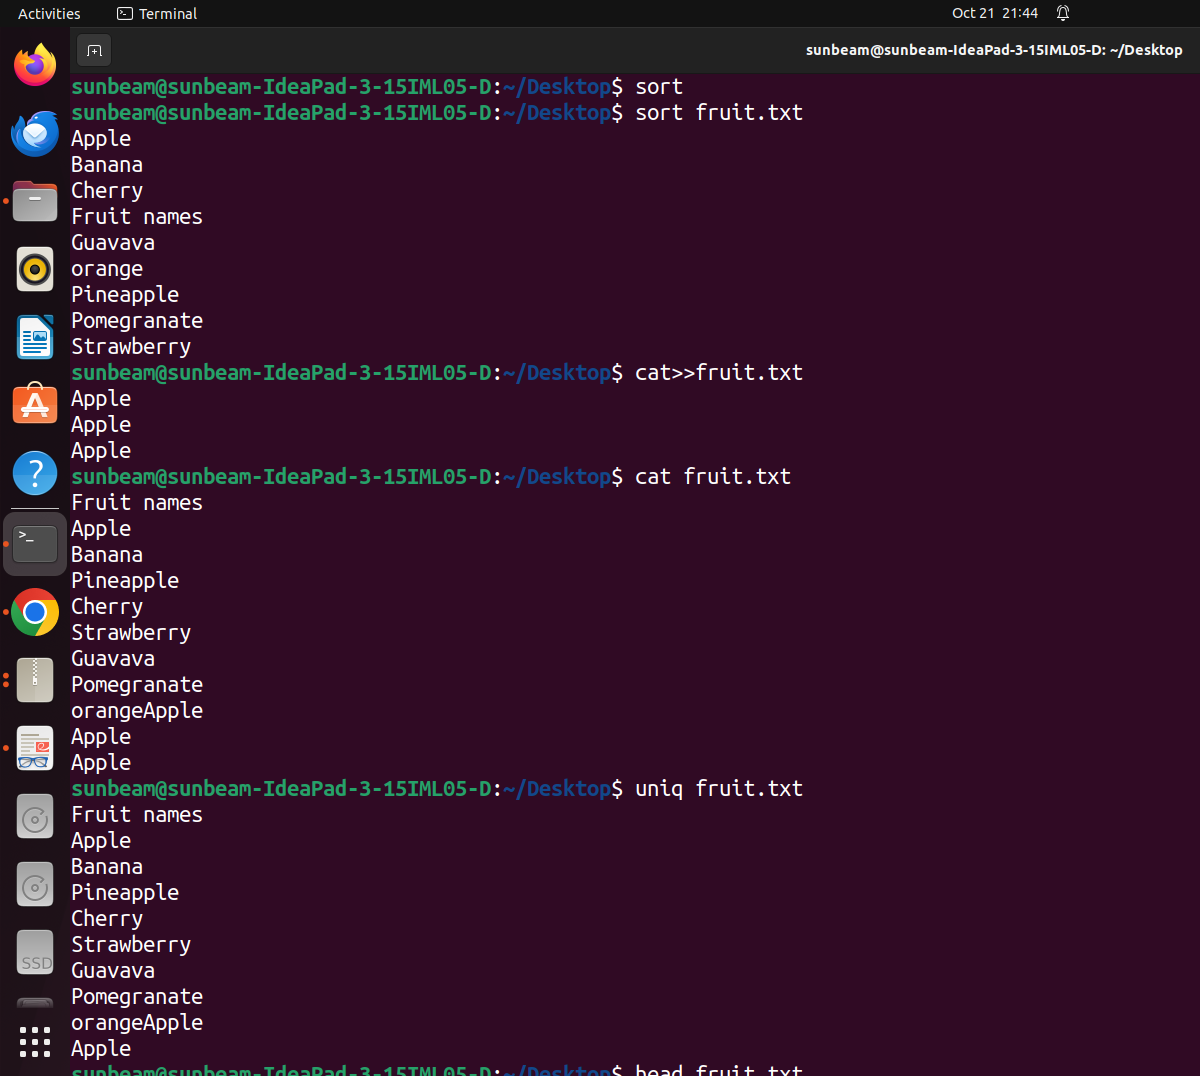 Activities
Terminal
Oct 21 21:44
sunbeam@sunbeam-IdeaPad-3-15IML05-D: ~/Desktop
sunbeam@sunbeam-IdeaPad-3-15IML05-D:~/Desktop$ sort
sunbeam@sunbeam-IdeaPad-3-15IML05-D:~/Desktop$ sort fruit.txt
Apple
Banana
Cherry
Fruit names
Guavava
orange
Pineapple
Pomegranate
Strawberry
sunbeam@sunbeam-IdeaPad-3-15IML05-D:~/Desktop$ cat>>fruit.txt
Apple
Apple
Apple
sunbeam@sunbeam-IdeaPad-3-15IML05-D:~/Desktop$ cat fruit.txt
Fruit names
Apple
Banana
Pineapple
Cherry
Strawberry
Guavava
Pomegranate
orangeApple
Apple
Apple
sunbeam@sunbeam-IdeaPad-3-15IML05-D:~/Desktop$ uniq fruit.txt
Fruit names
Apple
Banana
Pineapple
Cherry
Strawberry
Guavava
Pomegranate
orangeApple
Apple
sunbeam@sunbeam-IdeaPad-3-15IML05-D:~/Desktop$ head fruit.txt
SSD